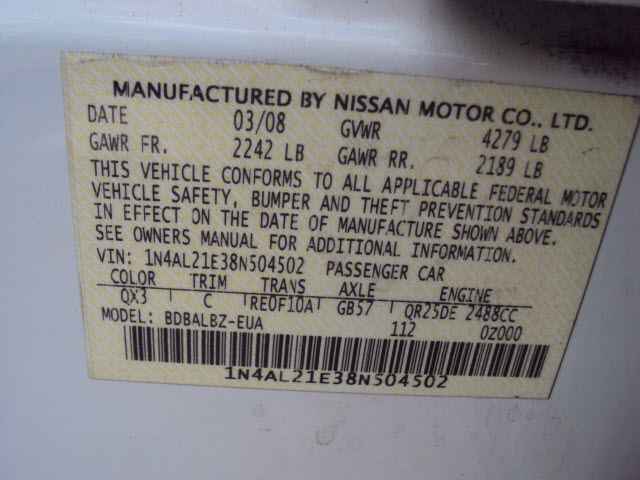 MANUFACTURED BY NISSAN MOTOR CO., LTD.
DATE 03/08 GVWR 4279 LB
GAWR FR. 2242 LB GAWR RR. 2189 LB
THIS VEHICLE CONFORMS TO ALL APPLICABLE FEDERAL MOTOR
VEHICLE SAFETY, BUMPER AND THEFT PREVENTION STANDARDS
IN EFFECT ON THE DATE OF MANUFACTURE SHOWN ABOVE.
SEE OWNERS MANUAL FOR ADDITIONAL INFORMATION.
VIN: 1N4AL21E38N504502 PASSENGER CAR
COLOR TRIM TRANS AXLE ENGINE
QX3 C RE0F10A GB57 QR25DE 2488CC
MODEL: BDBALBZ-EUA 112 0Z000
1N4AL21E38N504502